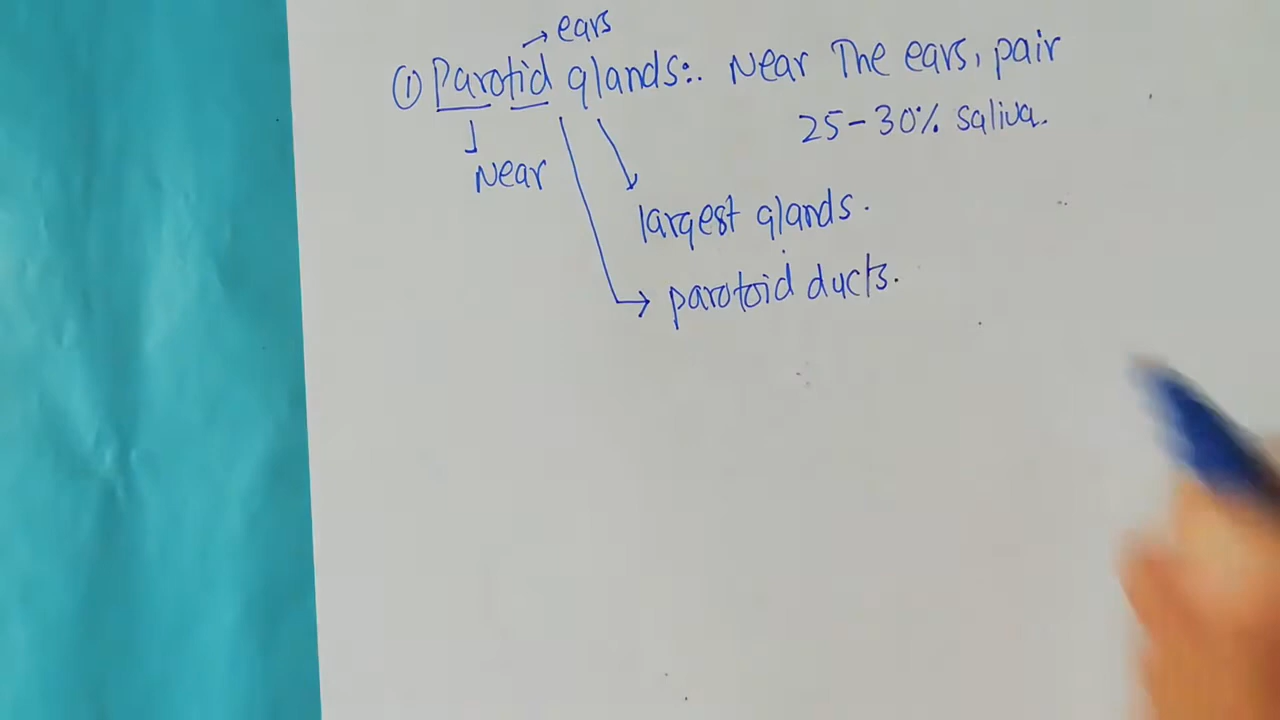 → ears
① Parotid glands:. Near The ears, pair
25-30% saliva.
Near
largest glands.
→ parotoid ducts.